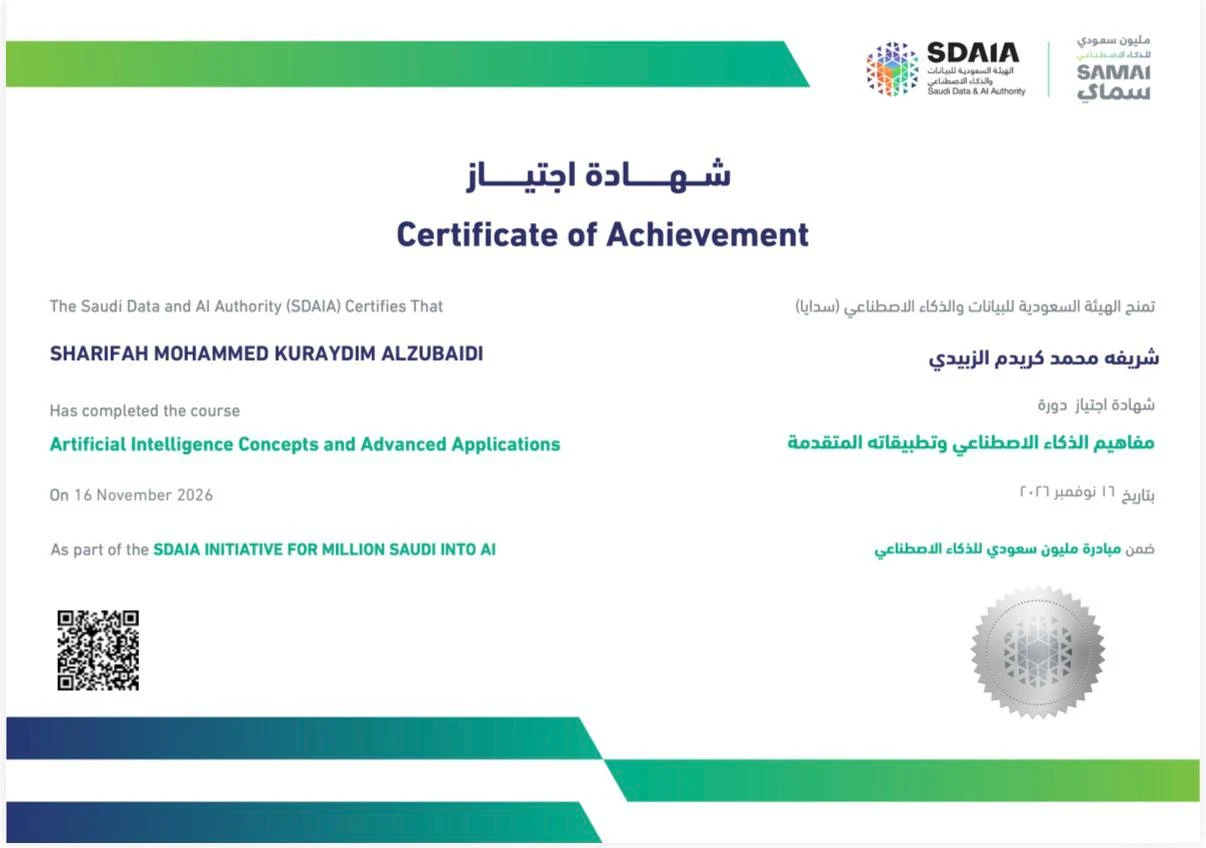 SDAIA
الهيئة السعودية للبيانات
والذكاء الاصطناعي
Saudi Data & AI Authority
مليون سعودي
للذكاء الاصطناعي
SAMAI
سماي
شـهـــادة اجتيـــاز
Certificate of Achievement
The Saudi Data and AI Authority (SDAIA) Certifies That
SHARIFAH MOHAMMED KURAYDIM ALZUBAIDI
Has completed the course
Artificial Intelligence Concepts and Advanced Applications
On 16 November 2026
As part of the SDAIA INITIATIVE FOR MILLION SAUDI INTO AI
تمنح الهيئة السعودية للبيانات والذكاء الاصطناعي (سدايا)
شريفه محمد كريدم الزبيدي
شهادة اجتياز دورة
مفاهيم الذكاء الاصطناعي وتطبيقاته المتقدمة
بتاريخ ١٦ نوفمبر ٢٠٢٦
ضمن مبادرة مليون سعودي للذكاء الاصطناعي